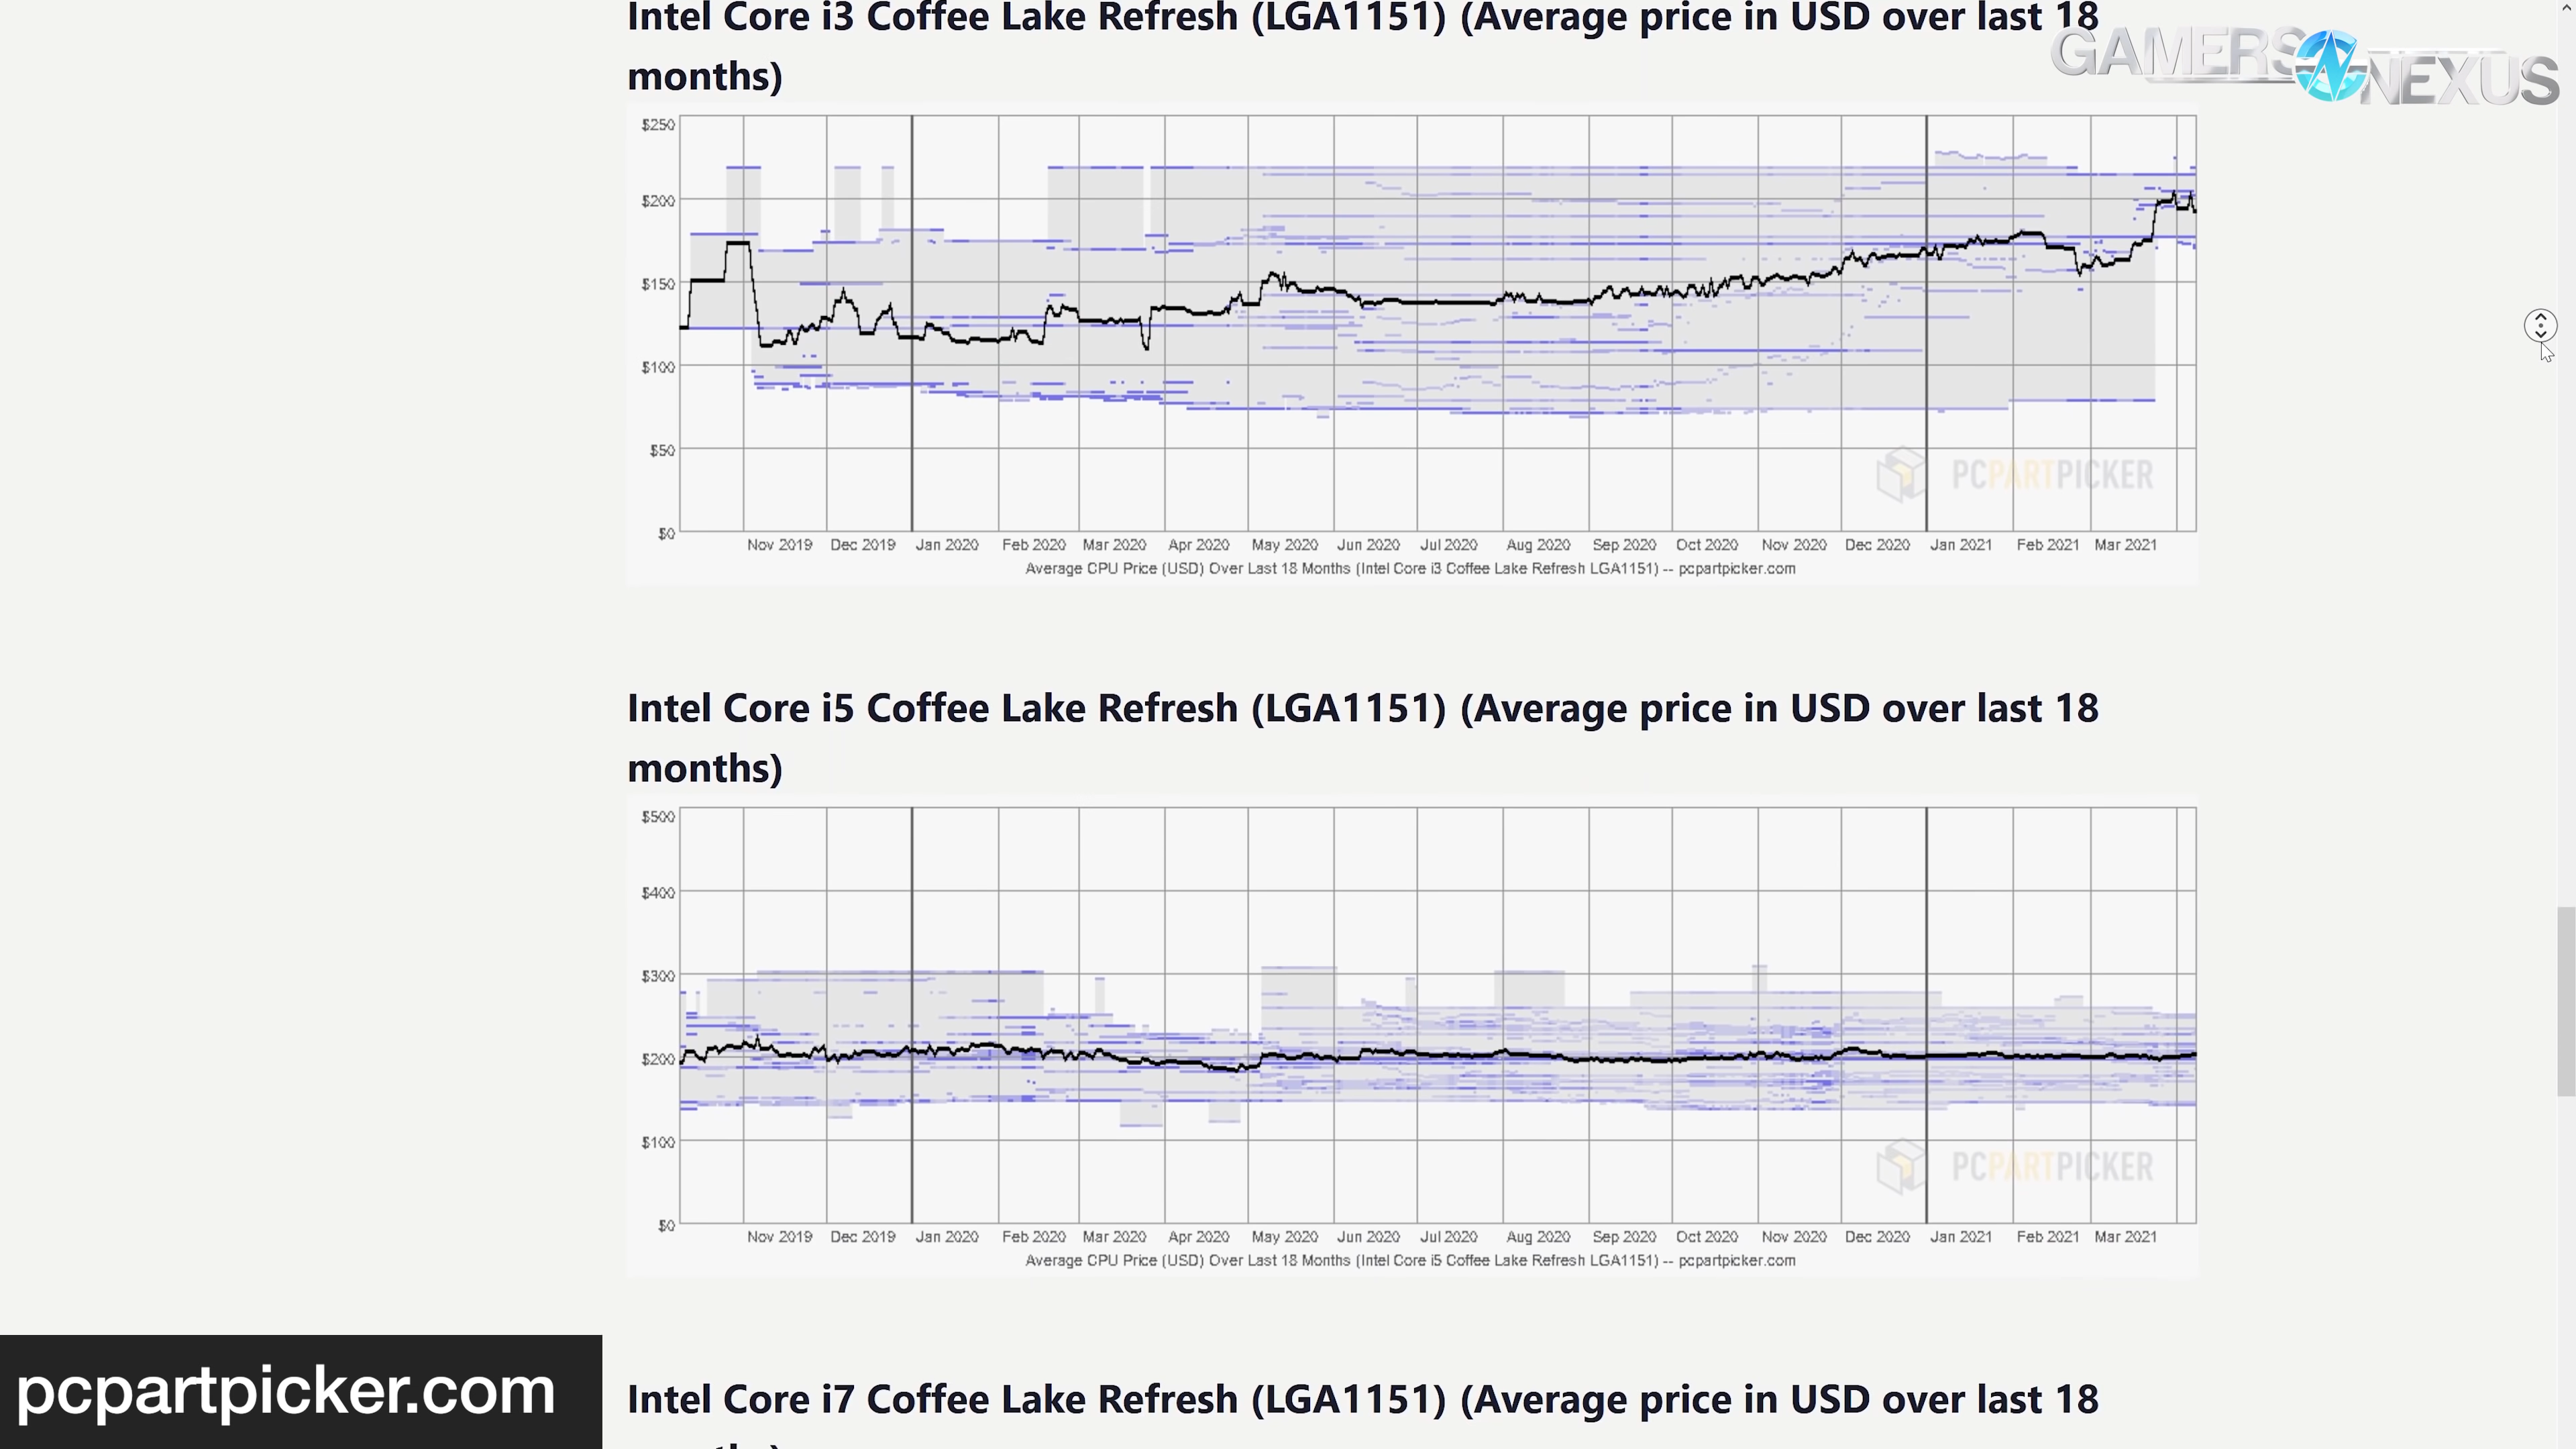 Intel Core i3 Coffee Lake Refresh (LGA1151) (Average price in USD over last 18
months)
GAMERS NEXUS
$250
$200
$150
$100
$50
$0
PCPARTPICKER
Nov 2019 Dec 2019 Jan 2020 Feb 2020 Mar 2020 Apr 2020 May 2020 Jun 2020 Jul 2020 Aug 2020 Sep 2020 Oct 2020 Nov 2020 Dec 2020 Jan 2021 Feb 2021 Mar 2021
Average CPU Price (USD) Over Last 18 Months (Intel Core i3 Coffee Lake Refresh LGA1151) -- pcpartpicker.com
Intel Core i5 Coffee Lake Refresh (LGA1151) (Average price in USD over last 18
months)
$500
$400
$300
$200
$100
$0
PCPARTPICKER
Nov 2019 Dec 2019 Jan 2020 Feb 2020 Mar 2020 Apr 2020 May 2020 Jun 2020 Jul 2020 Aug 2020 Sep 2020 Oct 2020 Nov 2020 Dec 2020 Jan 2021 Feb 2021 Mar 2021
Average CPU Price (USD) Over Last 18 Months (Intel Core i5 Coffee Lake Refresh LGA1151) -- pcpartpicker.com
pcpartpicker.com
Intel Core i7 Coffee Lake Refresh (LGA1151) (Average price in USD over last 18